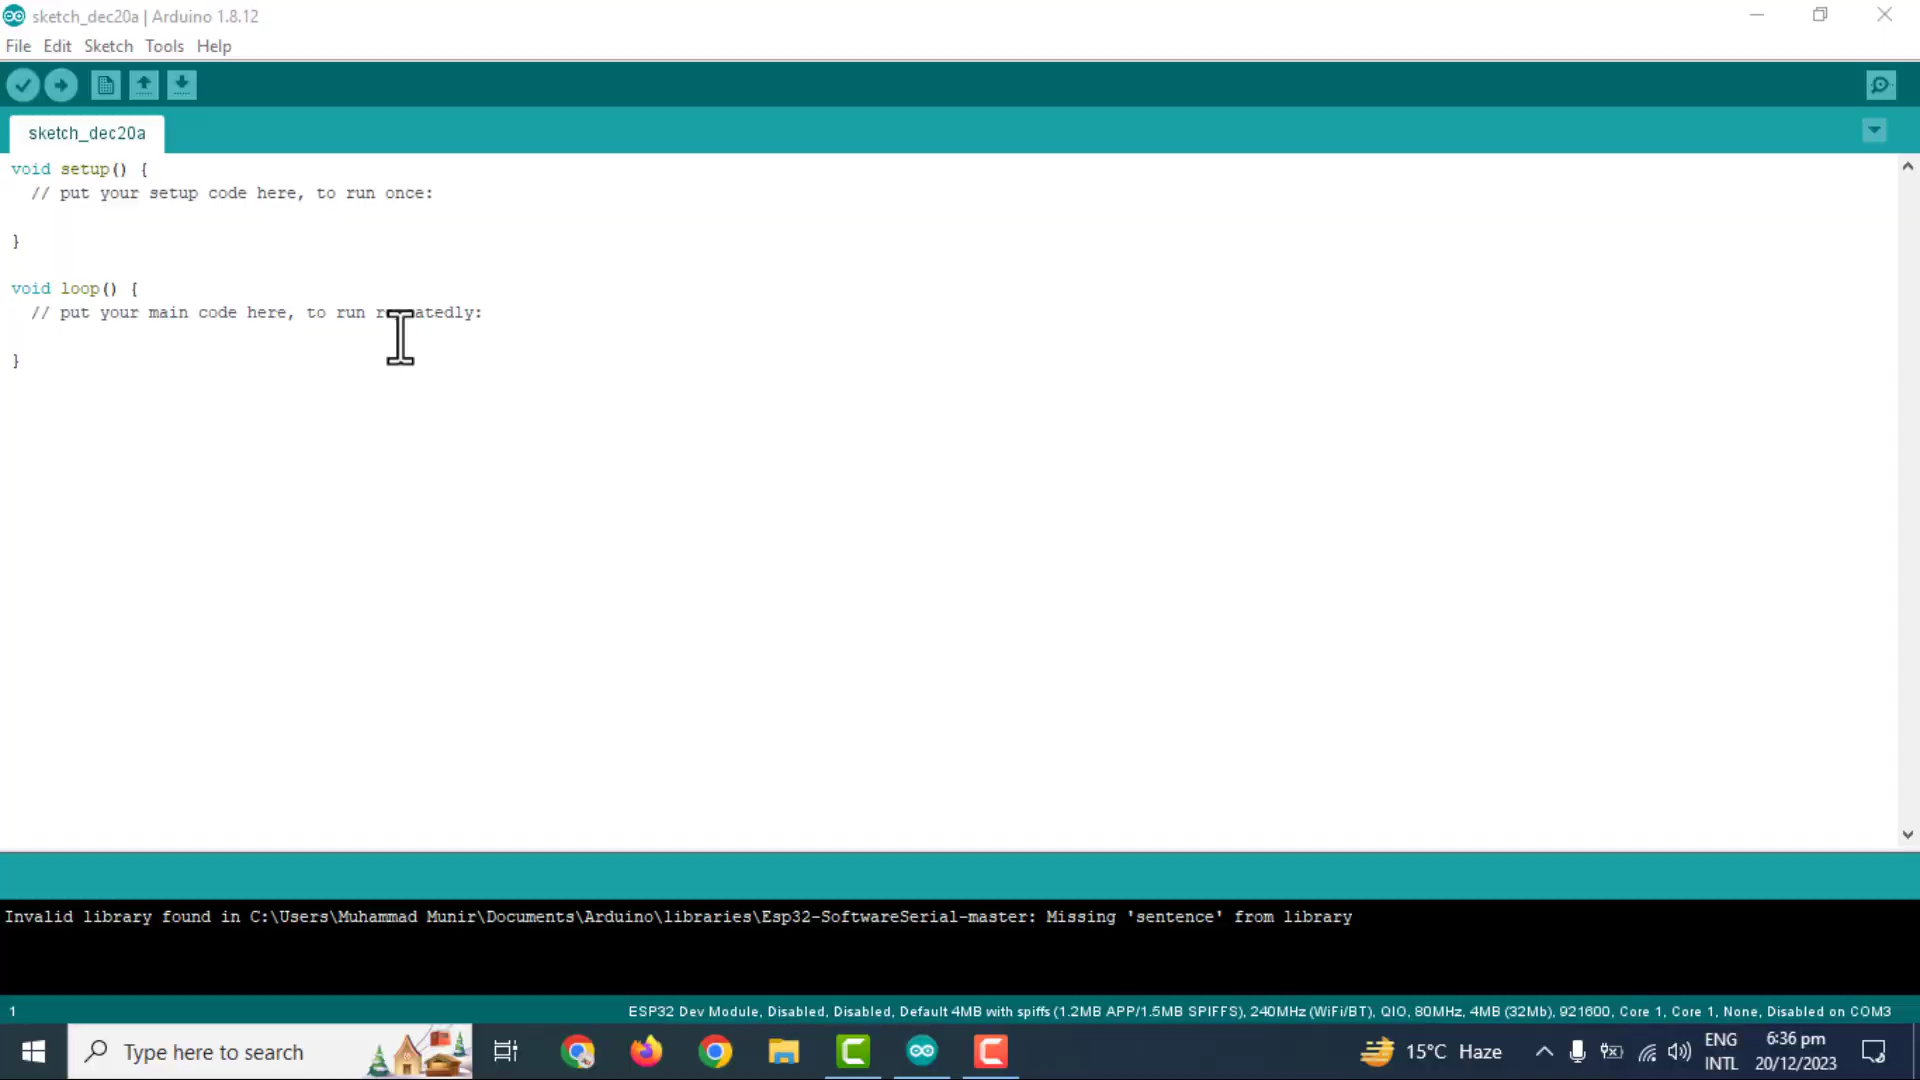 sketch_dec20a | Arduino 1.8.12
File Edit Sketch Tools Help
sketch_dec20a
void setup() {
// put your setup code here, to run once:
}
void loop() {
// put your main code here, to run
}
Invalid library found in C:\Users\Muhammad Munir\Documents\Arduino\libraries\Esp32-SoftwareSerial-master: Missing 'sentence' from library
1
ESP32 Dev Module, Disabled, Disabled, Default 4MB with spiffs (1.2MB APP/1.5MB SPIFFS), 240MHz (WiFi/BT), QIO, 80MHz, 4MB (32Mb), 921600, Core 1, Core 1, None, Disabled on COM3
Type here to search
15°C Haze
ENG
INTL
6:36 pm
20/12/2023